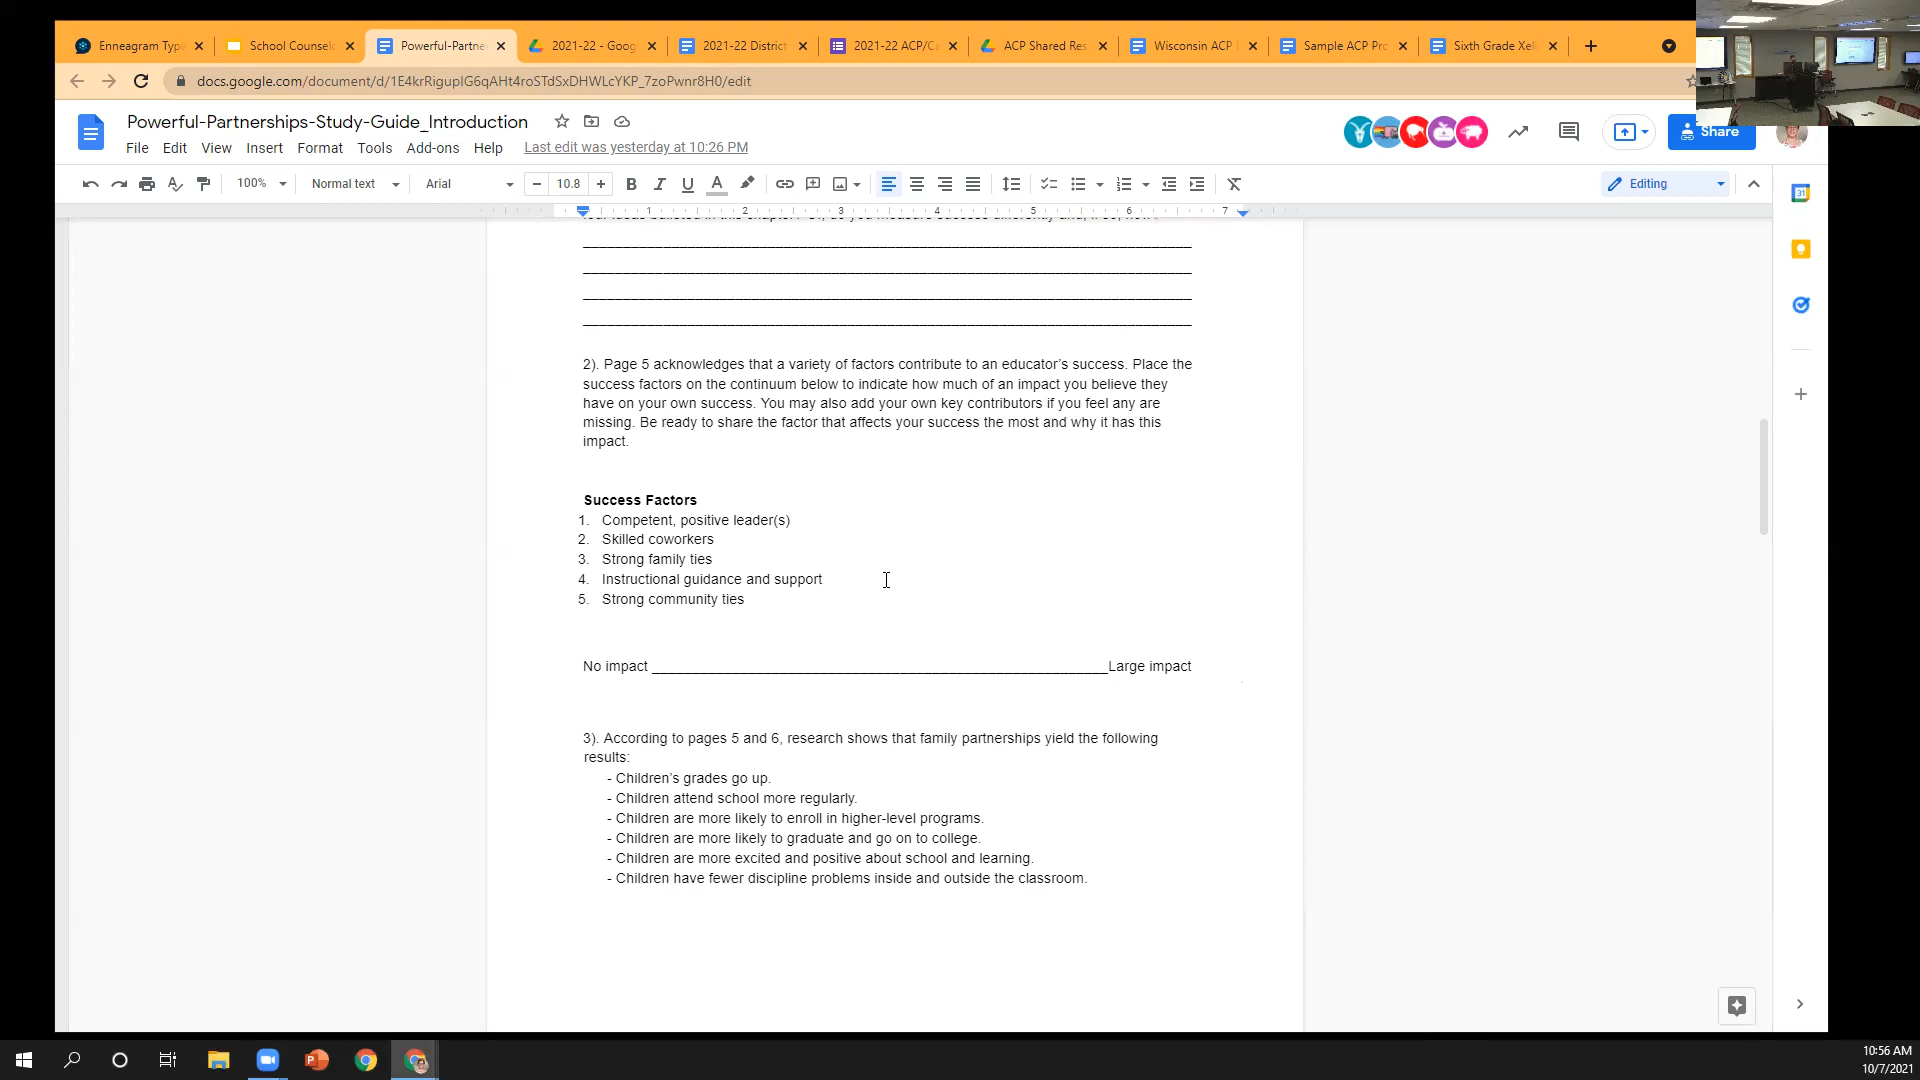 Enneagram Type
School Counsel
Powerful-Partne
2021-22 - Goog
2021-22 District
2021-22 ACP/Ca
ACP Shared Res
Wisconsin ACP
Sample ACP Pro
Sixth Grade Xell
docs.google.com/document/d/1E4krRigupIG6qAHt4roSTdSxDHWLcYKP_7zoPwnr8H0/edit
Powerful-Partnerships-Study-Guide_Introduction
Share
File Edit View Insert Format Tools Add-ons Help Last edit was yesterday at 10:26 PM
100% Normal text Arial 10.8 Editing
1 2 3 4 5 6 7
2). Page 5 acknowledges that a variety of factors contribute to an educator's success. Place the
success factors on the continuum below to indicate how much of an impact you believe they
have on your own success. You may also add your own key contributors if you feel any are
missing. Be ready to share the factor that affects your success the most and why it has this
impact.
Success Factors
1. Competent, positive leader(s)
2. Skilled coworkers
3. Strong family ties
4. Instructional guidance and support
5. Strong community ties
No impact ________________________________________________________Large impact
3). According to pages 5 and 6, research shows that family partnerships yield the following
results:
- Children's grades go up.
- Children attend school more regularly.
- Children are more likely to enroll in higher-level programs.
- Children are more likely to graduate and go on to college.
- Children are more excited and positive about school and learning.
- Children have fewer discipline problems inside and outside the classroom.
10:56 AM
10/7/2021